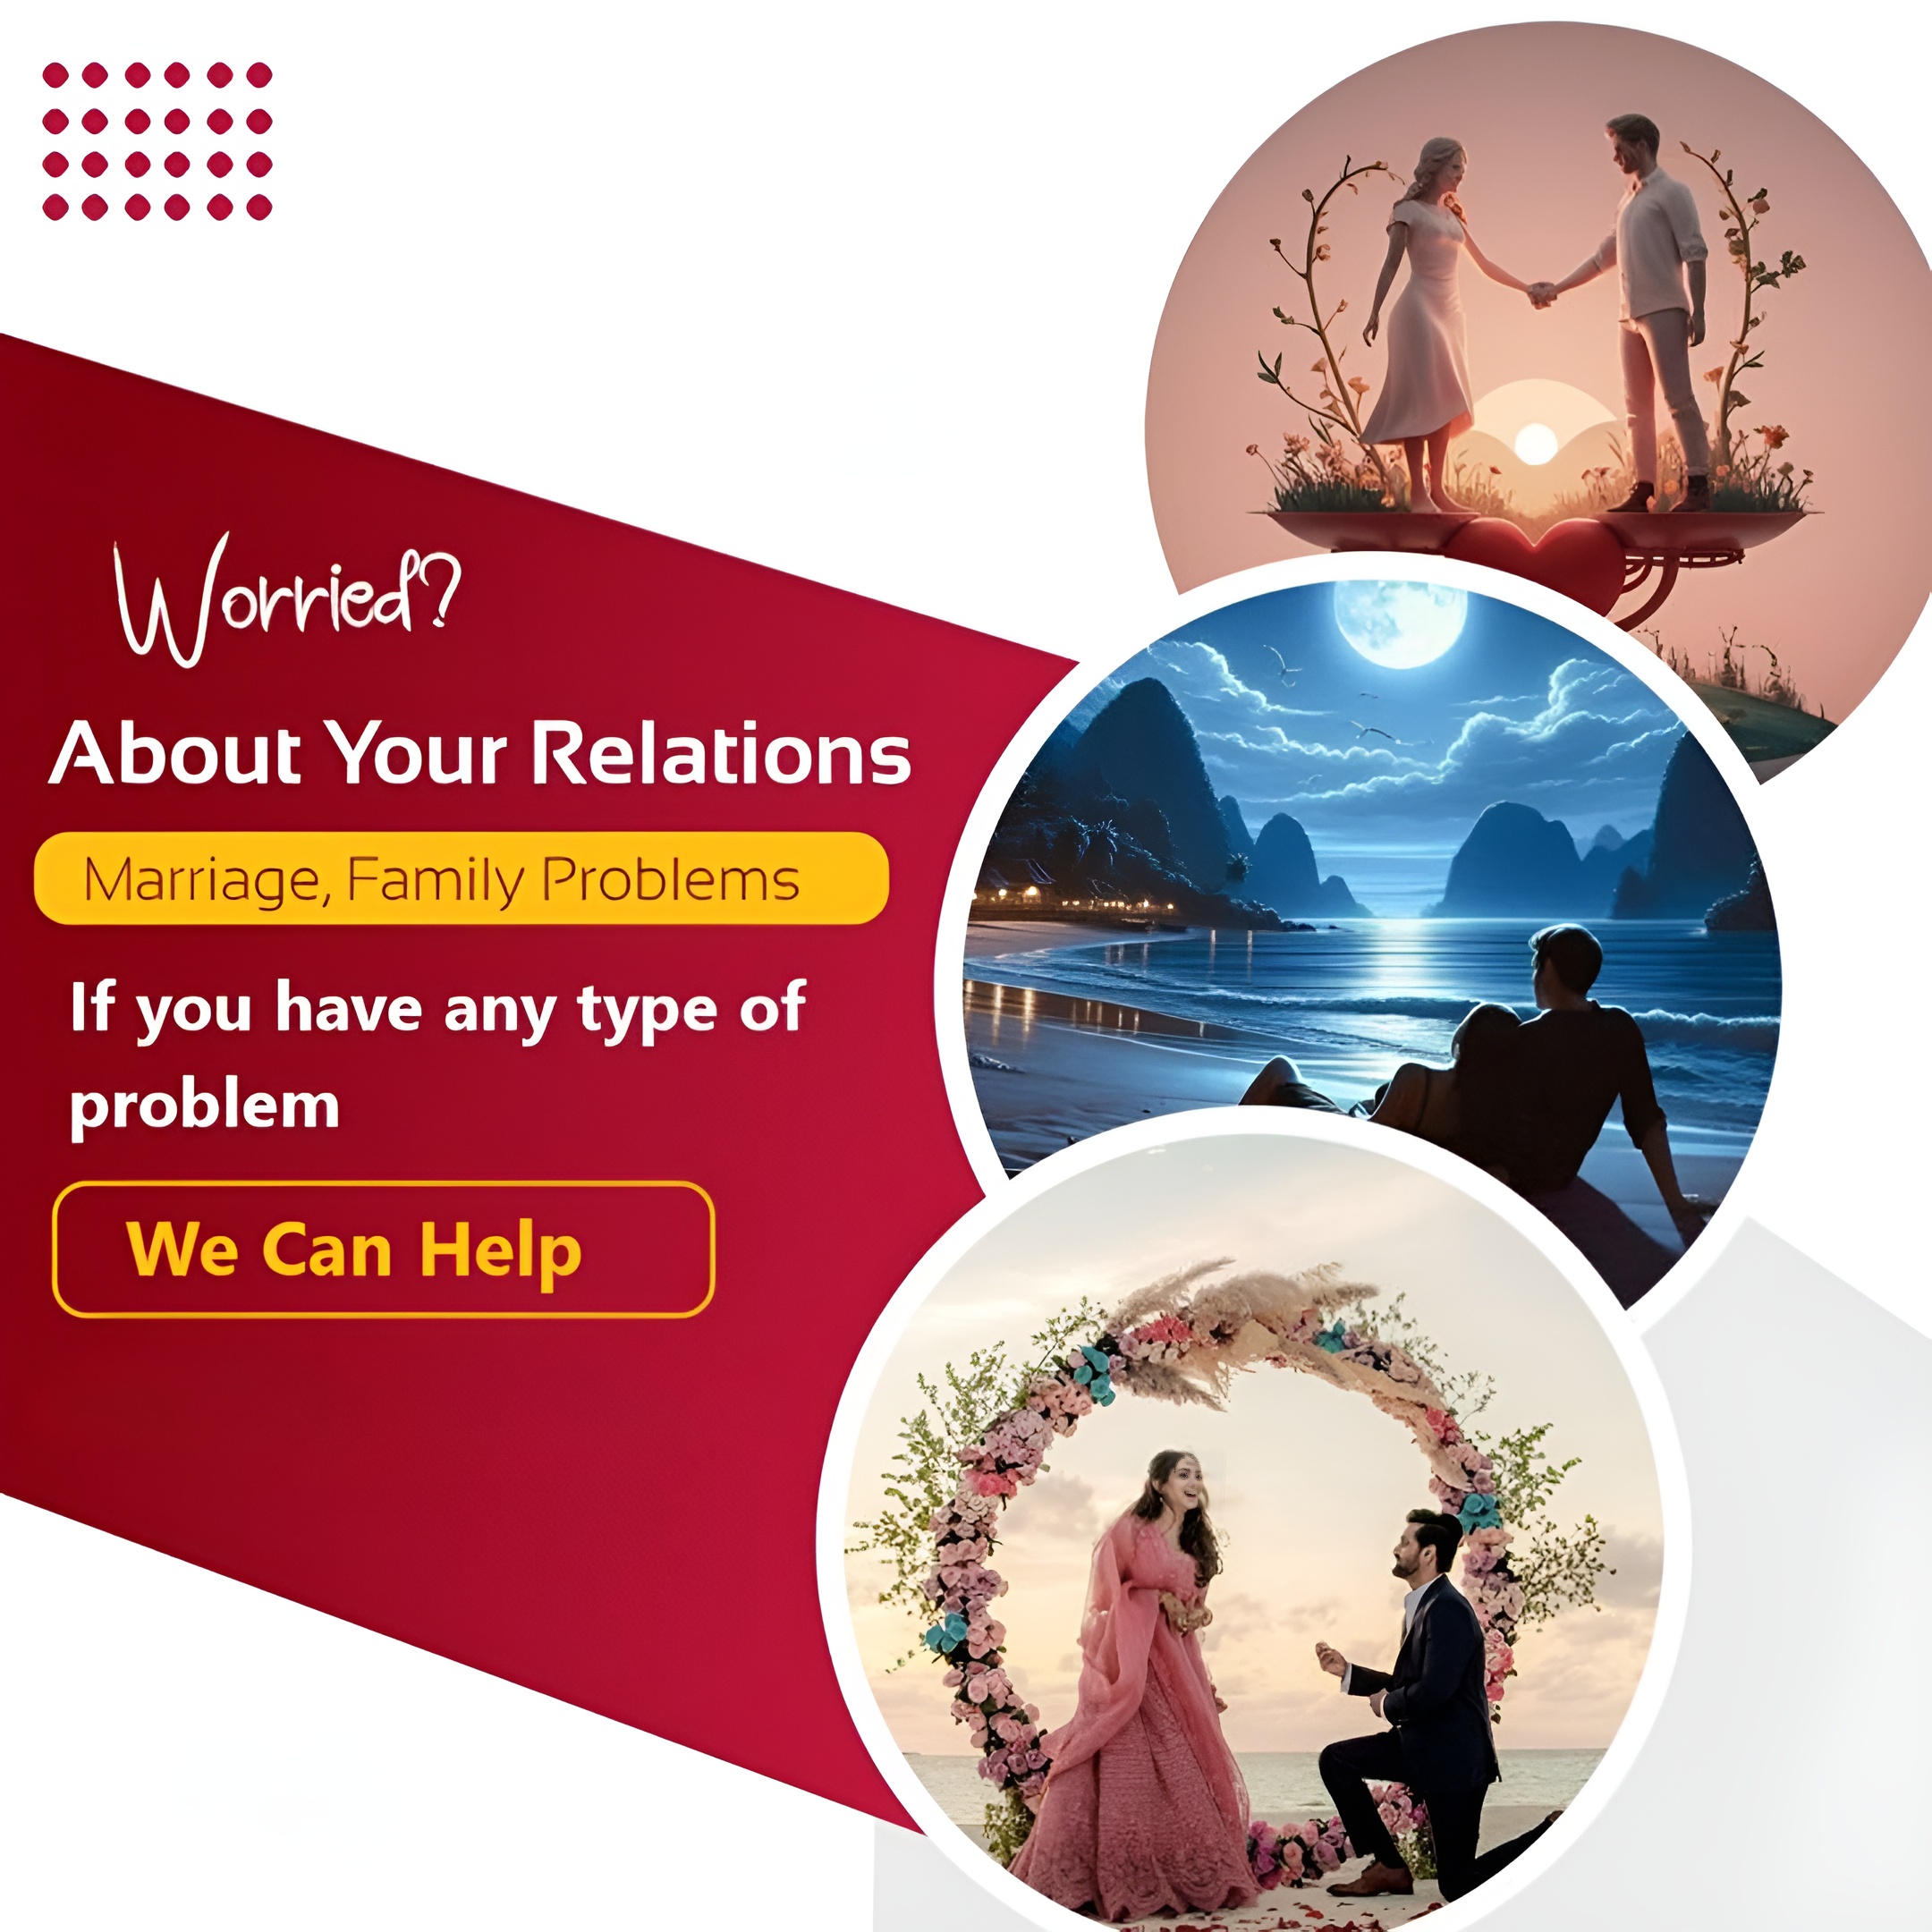 Worried?
About Your Relations
Marriage, Family Problems
If you have any type of
problem
We Can Help